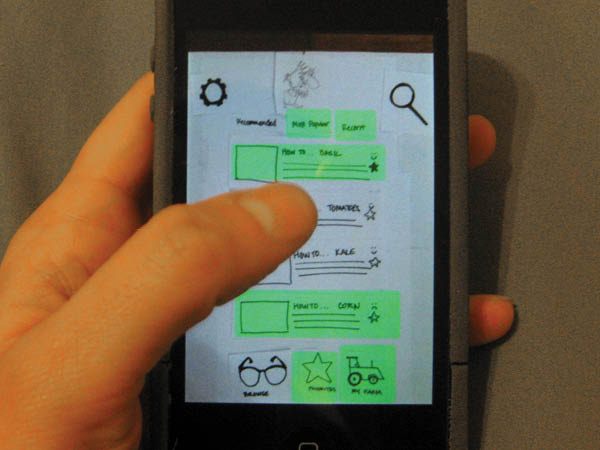 Recommended
Most Popular
Recent
HOW TO... BASIL
TOMATOES
HOW TO... KALE
HOW TO... CORN
BROWSE
FAVORITES
MY FARM